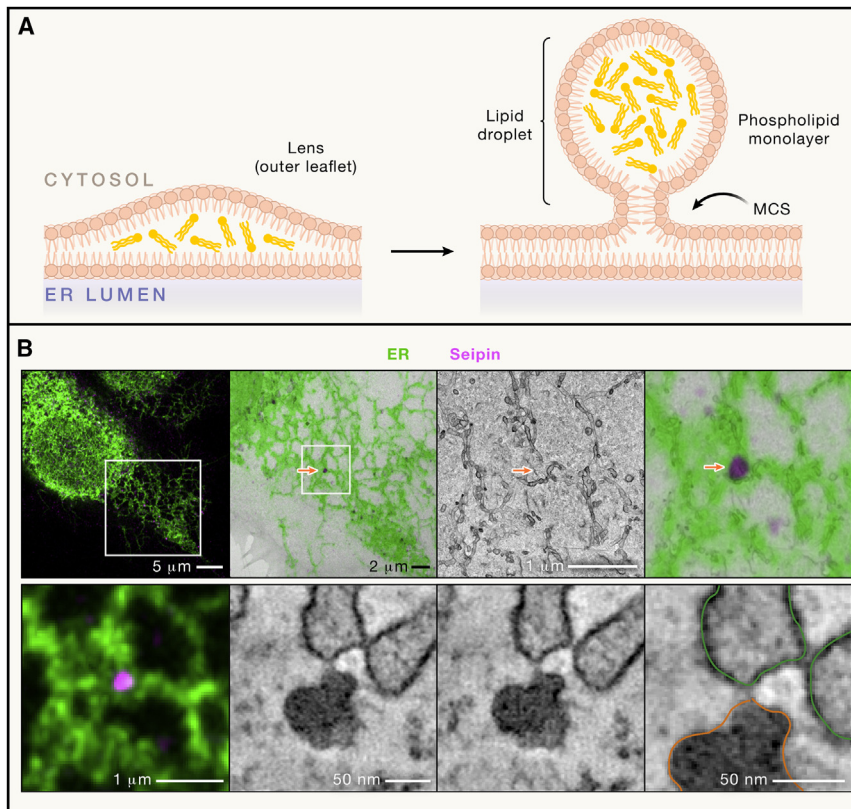 A
Lens
(outer leaflet)
CYTOSOL
ER LUMEN
Lipid
droplet
Phospholipid
monolayer
MCS
B
ER Seipin
5 μm
2 μm
1 μm
1 μm
50 nm
50 nm